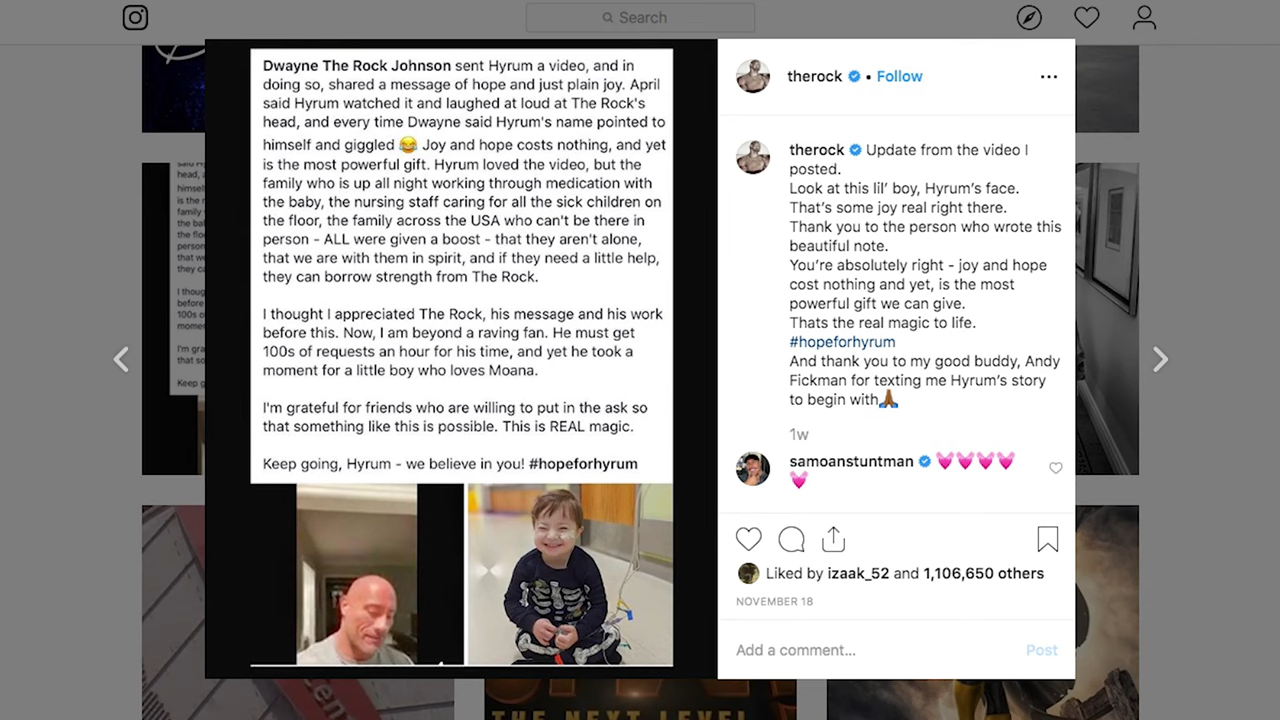 Search
Dwayne The Rock Johnson sent Hyrum a video, and in
doing so, shared a message of hope and just plain joy. April
said Hyrum watched it and laughed at loud at The Rock's
head, and every time Dwayne said Hyrum's name pointed to
himself and giggled 😂 Joy and hope costs nothing, and yet
is the most powerful gift. Hyrum loved the video, but the
family who is up all night working through medication with
the baby, the nursing staff caring for all the sick children on
the floor, the family across the USA who can't be there in
person - ALL were given a boost - that they aren't alone,
that we are with them in spirit, and if they need a little help,
they can borrow strength from The Rock.
I thought I appreciated The Rock, his message and his work
before this. Now, I am beyond a raving fan. He must get
100s of requests an hour for his time, and yet he took a
moment for a little boy who loves Moana.
I'm grateful for friends who are willing to put in the ask so
that something like this is possible. This is REAL magic.
Keep going, Hyrum - we believe in you! #hopeforhyrum
therock • Follow
therock Update from the video I
posted.
Look at this lil' boy, Hyrum's face.
That's some joy real right there.
Thank you to the person who wrote this
beautiful note.
You're absolutely right - joy and hope
cost nothing and yet, is the most
powerful gift we can give.
Thats the real magic to life.
#hopeforhyrum
And thank you to my good buddy, Andy
Fickman for texting me Hyrum's story
to begin with🙏🏾
1w
samoanstuntman 💓💓💓💓
💓
Liked by izaak_52 and 1,106,650 others
NOVEMBER 18
Add a comment...
Post
THE NEXT LEVEL